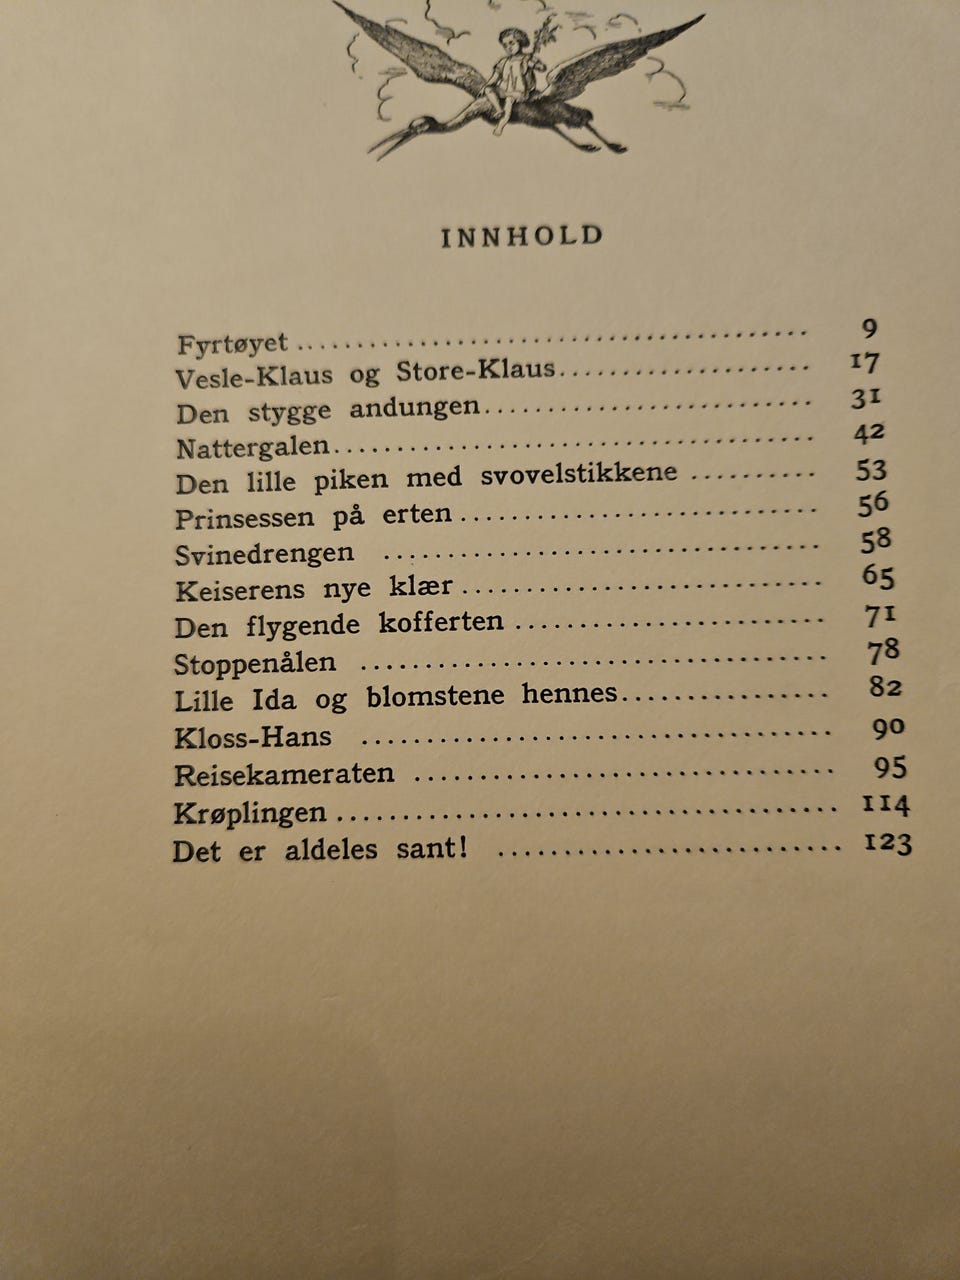 INNHOLD
Fyrtøyet ........................................ 9
Vesle-Klaus og Store-Klaus.................... 17
Den stygge andungen.......................... 31
Nattergalen..................................... 42
Den lille piken med svovelstikkene .......... 53
Prinsessen på erten ............................ 56
Svinedrengen .................................. 58
Keiserens nye klær ............................ 65
Den flygende kofferten ........................ 71
Stoppenålen .................................... 78
Lille Ida og blomstene hennes................ 82
Kloss-Hans .................................... 90
Reisekameraten ................................ 95
Krøplingen ...................................... 114
Det er aldeles sant! ........................... 123